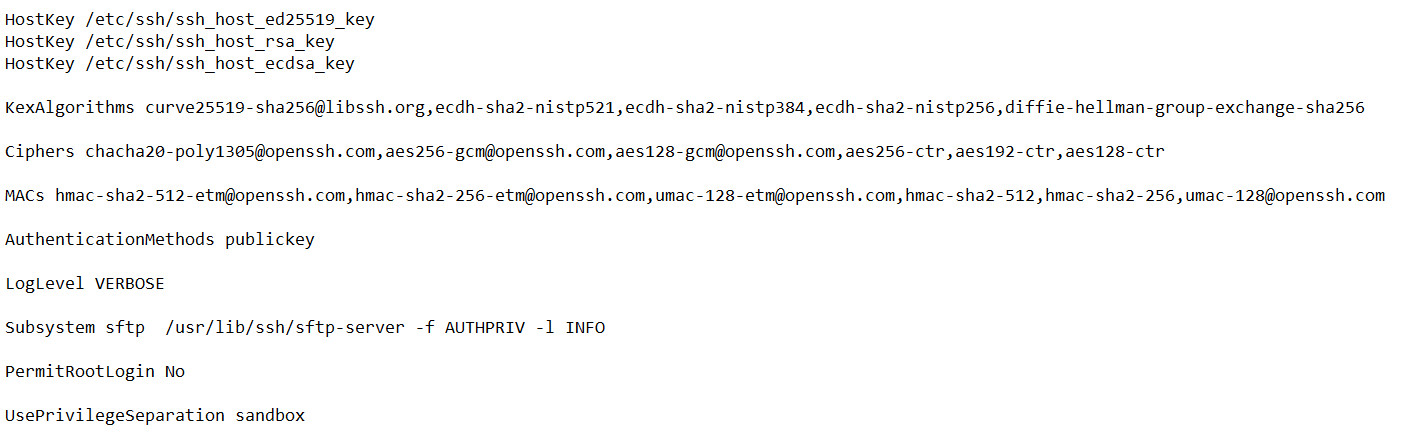 HostKey /etc/ssh/ssh_host_ed25519_key
HostKey /etc/ssh/ssh_host_rsa_key
HostKey /etc/ssh/ssh_host_ecdsa_key
KexAlgorithms curve25519-sha256@libssh.org,ecdh-sha2-nistp521,ecdh-sha2-nistp384,ecdh-sha2-nistp256,diffie-hellman-group-exchange-sha256
Ciphers chacha20-poly1305@openssh.com,aes256-gcm@openssh.com,aes128-gcm@openssh.com,aes256-ctr,aes192-ctr,aes128-ctr
MACs hmac-sha2-512-etm@openssh.com,hmac-sha2-256-etm@openssh.com,umac-128-etm@openssh.com,hmac-sha2-512,hmac-sha2-256,umac-128@openssh.com
AuthenticationMethods publickey
LogLevel VERBOSE
Subsystem sftp  /usr/lib/ssh/sftp-server -f AUTHPRIV -l INFO
PermitRootLogin No
UsePrivilegeSeparation sandbox